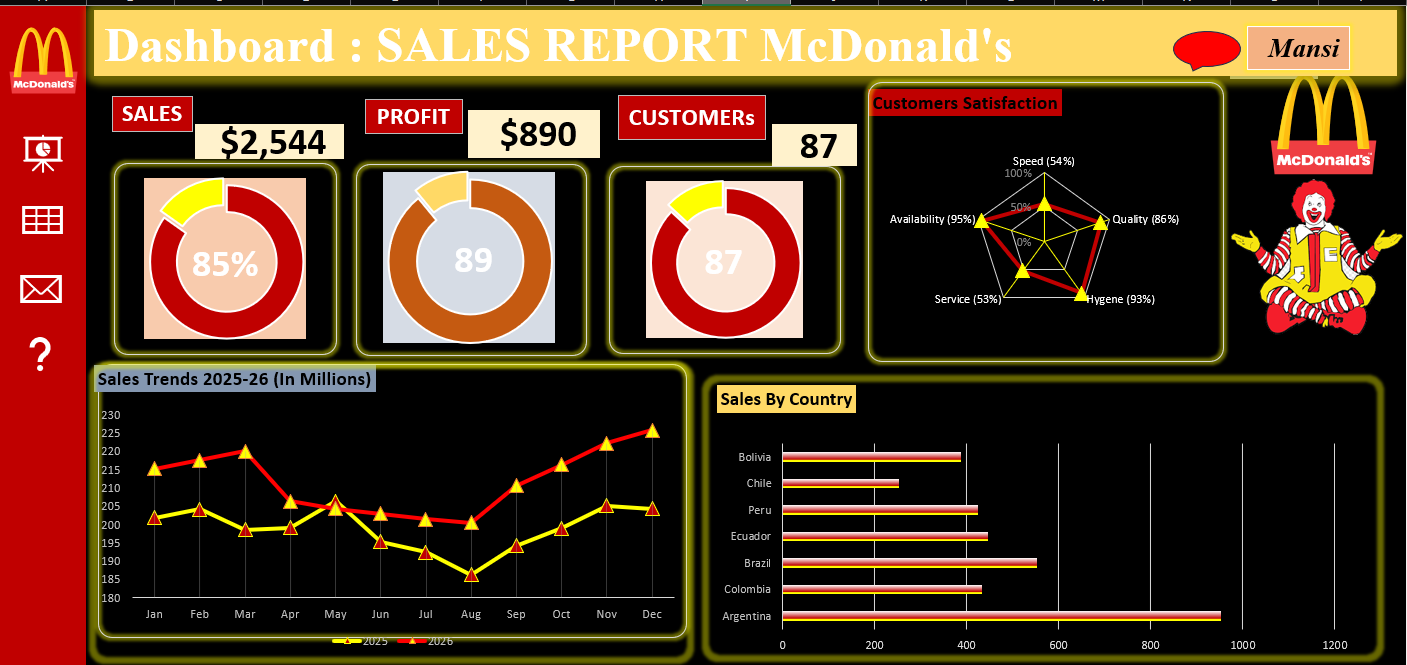 Dashboard : SALES REPORT McDonald's
Mansi
McDonald's
McDonald's
SALES
$2,544
PROFIT
$890
CUSTOMERs
87
85%
89
87
Customers Satisfaction
Speed (54%)
100%
50%
0%
Availability (95%)
Quality (86%)
Service (53%)
Hygene (93%)
Sales Trends 2025-26 (In Millions)
230
225
220
215
210
205
200
195
190
185
180
Jan Feb Mar Apr May Jun Jul Aug Sep Oct Nov Dec
2025 2026
Sales By Country
Bolivia
Chile
Peru
Ecuador
Brazil
Colombia
Argentina
0 200 400 600 800 1000 1200